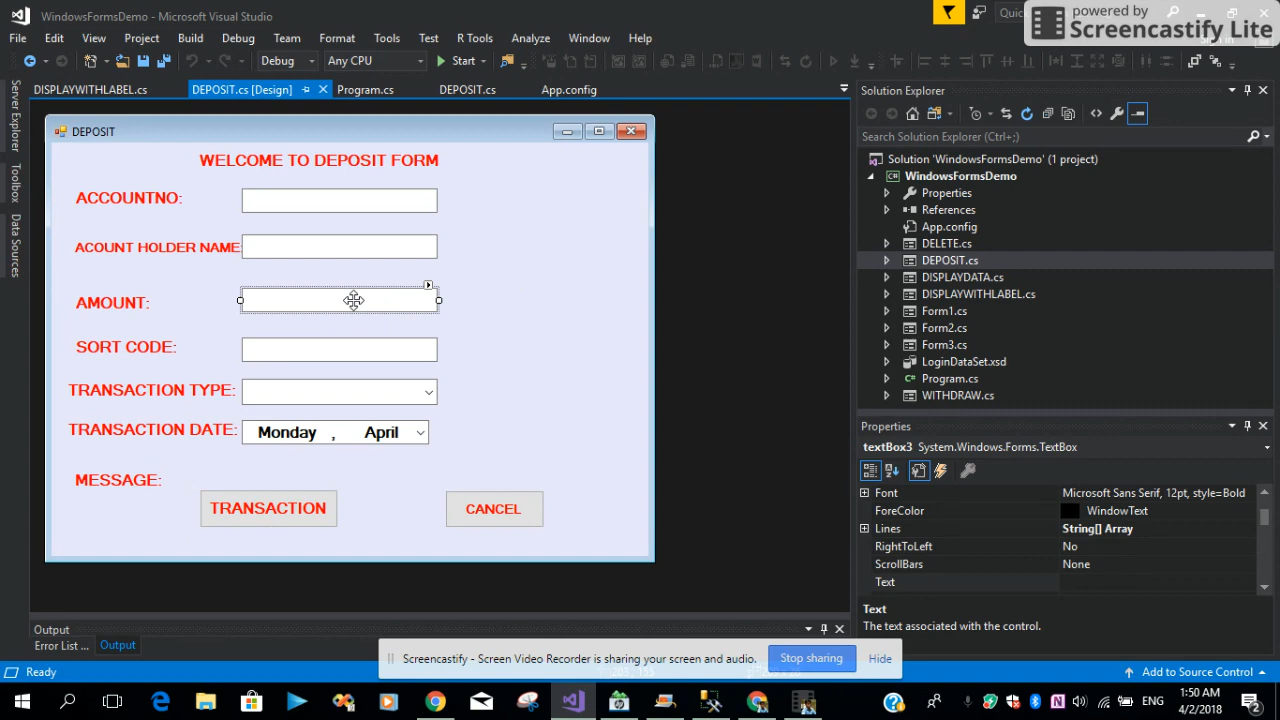 WindowsFormsDemo - Microsoft Visual Studio
Quic
powered by
Screencastify Lite
File Edit View Project Build Debug Team Format Tools Test R Tools Analyze Window Help
Debug Any CPU Start
DISPLAYWITHLABEL.cs DEPOSIT.cs [Design] Program.cs DEPOSIT.cs App.config
Server Explorer
Toolbox
Data Sources
DEPOSIT
WELCOME TO DEPOSIT FORM
ACCOUNTNO:
ACOUNT HOLDER NAME:
AMOUNT:
SORT CODE:
TRANSACTION TYPE:
TRANSACTION DATE: Monday , April
MESSAGE:
TRANSACTION CANCEL
Solution Explorer
Search Solution Explorer (Ctrl+;)
Solution 'WindowsFormsDemo' (1 project)
WindowsFormsDemo
Properties
References
App.config
DELETE.cs
DEPOSIT.cs
DISPLAYDATA.cs
DISPLAYWITHLABEL.cs
Form1.cs
Form2.cs
Form3.cs
LoginDataSet.xsd
Program.cs
WITHDRAW.cs
Properties
textBox3 System.Windows.Forms.TextBox
Font Microsoft Sans Serif, 12pt, style=Bold
ForeColor WindowText
Lines String[] Array
RightToLeft No
ScrollBars None
Text
Text
The text associated with the control.
Output
Error List ... Output
Screencastify - Screen Video Recorder is sharing your screen and audio. Stop sharing Hide
Ready Add to Source Control
ENG
1:50 AM
4/2/2018